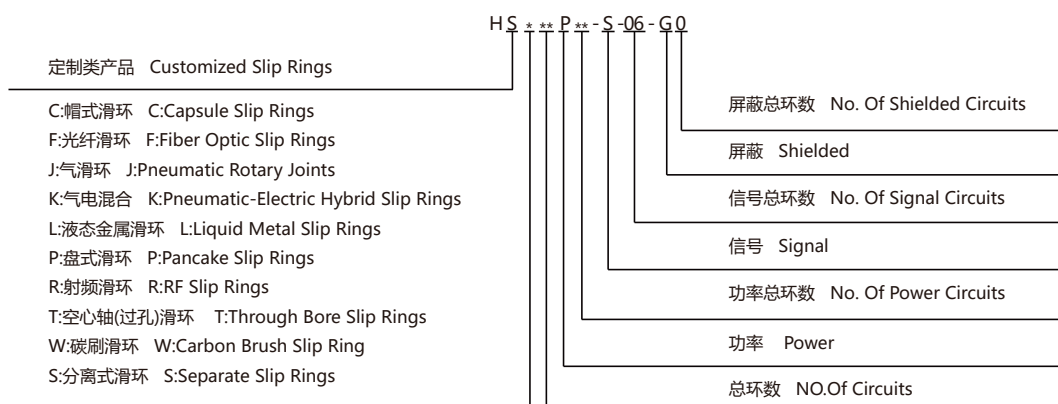 HS***P**-S-06-G0
定制类产品 Customized Slip Rings
C:帽式滑环 C:Capsule Slip Rings
F:光纤滑环 F:Fiber Optic Slip Rings
J:气滑环 J:Pneumatic Rotary Joints
K:气电混合 K:Pneumatic-Electric Hybrid Slip Rings
L:液态金属滑环 L:Liquid Metal Slip Rings
P:盘式滑环 P:Pancake Slip Rings
R:射频滑环 R:RF Slip Rings
T:空心轴(过孔)滑环 T:Through Bore Slip Rings
W:碳刷滑环 W:Carbon Brush Slip Ring
S:分离式滑环 S:Separate Slip Rings
屏蔽总环数 No. Of Shielded Circuits
屏蔽 Shielded
信号总环数 No. Of Signal Circuits
信号 Signal
功率总环数 No. Of Power Circuits
功率 Power
总环数 NO.Of Circuits